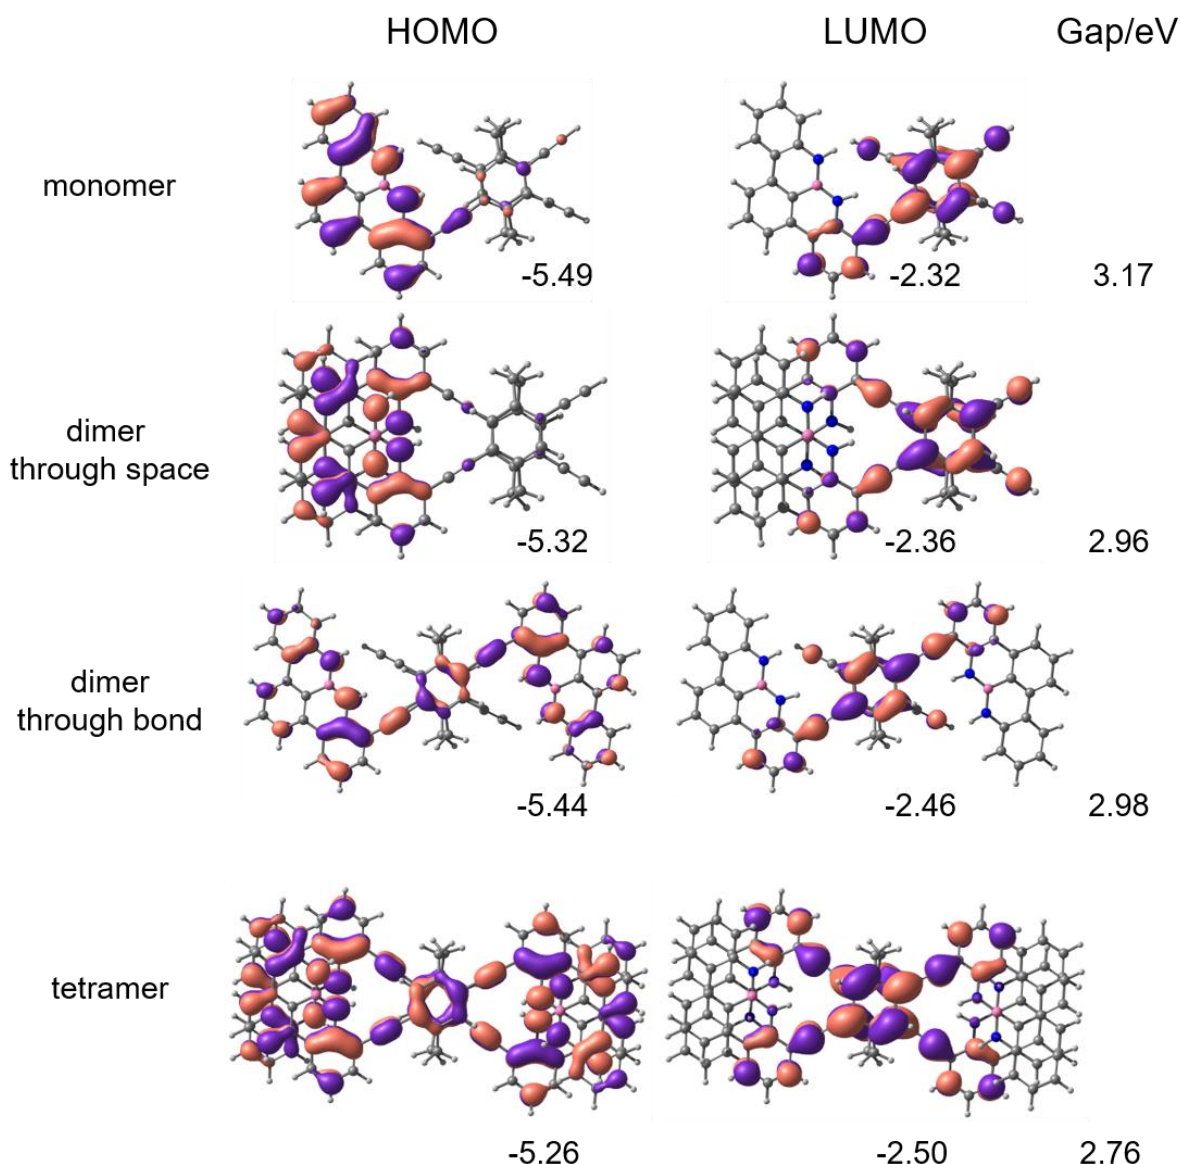 HOMO LUMO Gap/eV
monomer
-5.49 -2.32 3.17
dimer
through space
-5.32 -2.36 2.96
dimer
through bond
-5.44 -2.46 2.98
tetramer
-5.26 -2.50 2.76